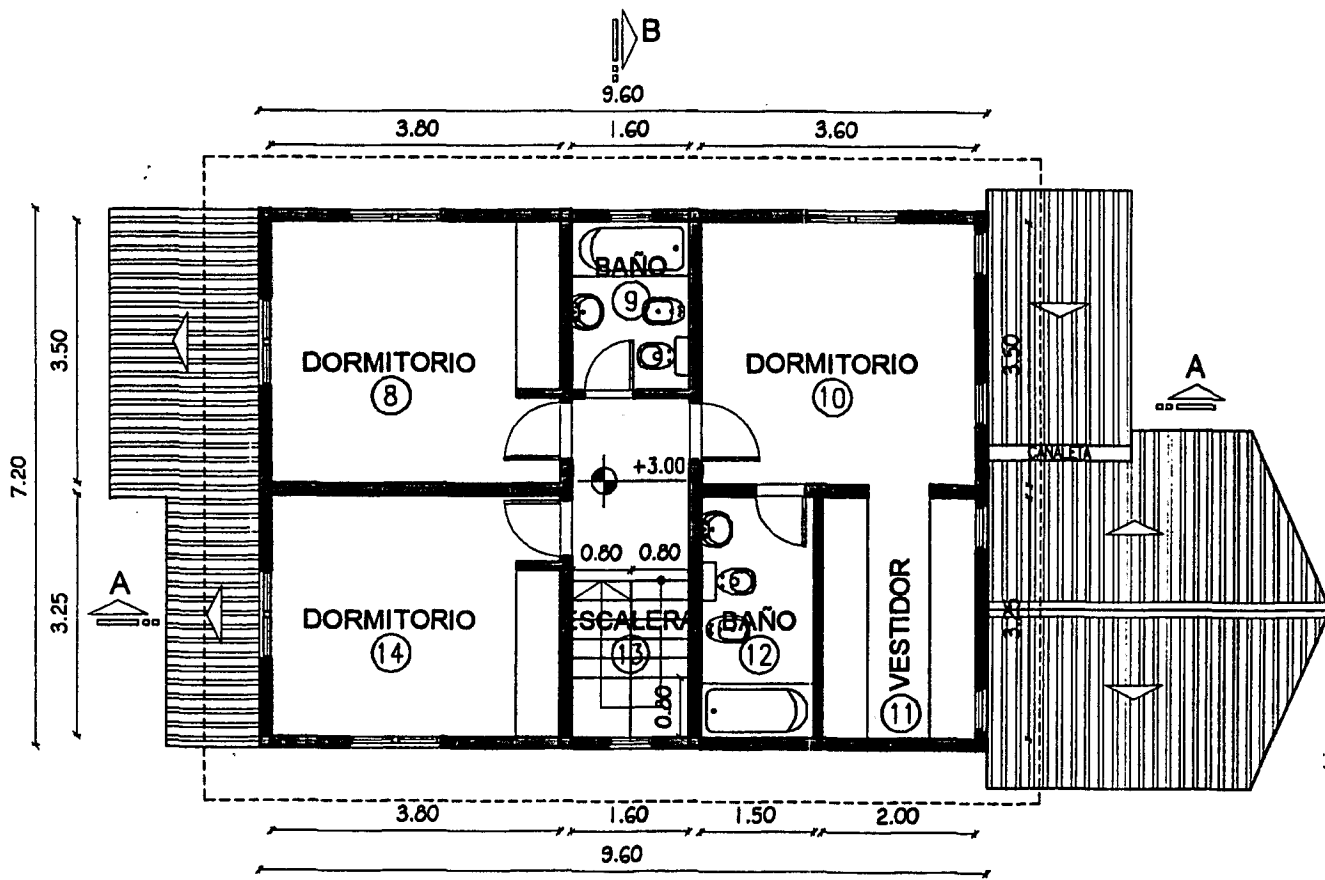 B
9.60
3.80 1.60 3.60
7.20
3.50
3.25
BAÑO
9
DORMITORIO
8
DORMITORIO
10
3.50
A
CANALETA
+3.00
0.80 0.80
A
DORMITORIO
14
ESCALERA
13
0.80
BAÑO
12
VESTIDOR
11
3.25
3.80 1.60 1.50 2.00
9.60